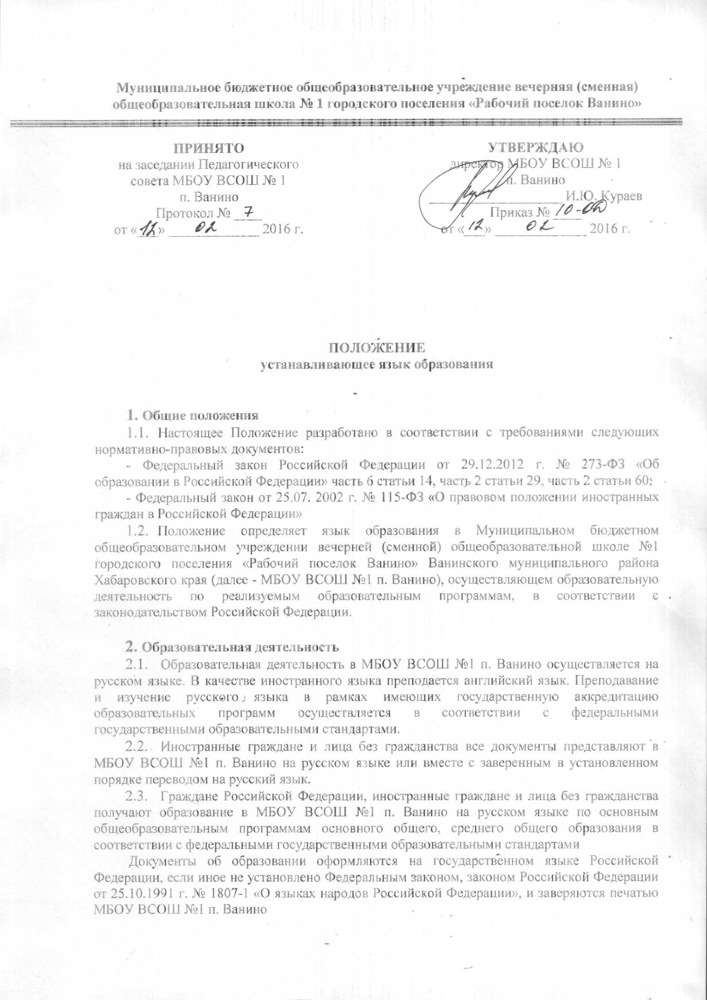 Муниципальное бюджетное общеобразовательное учреждение вечерняя (сменная)
общеобразовательная школа № 1 городского поселения «Рабочий поселок Ванино»
ПРИНЯТО
на заседании Педагогического
совета МБОУ ВСОШ № 1
п. Ванино
Протокол № 7
от «12» 02 2016 г.
УТВЕРЖДАЮ
директор МБОУ ВСОШ № 1
п. Ванино
И.Ю. Кураев
Приказ № 10-об
от «12» 02 2016 г.
ПОЛОЖЕНИЕ
устанавливающее язык образования
1. Общие положения
1.1. Настоящее Положение разработано в соответствии с требованиями следующих
нормативно-правовых документов:
- Федеральный закон Российской Федерации от 29.12.2012 г. № 273-ФЗ «Об
образовании в Российской Федерации» часть 6 статьи 14, часть 2 статьи 29, часть 2 статьи 60;
- Федеральный закон от 25.07. 2002 г. № 115-ФЗ «О правовом положении иностранных
граждан в Российской Федерации»
1.2. Положение определяет язык образования в Муниципальном бюджетном
общеобразовательном учреждении вечерней (сменной) общеобразовательной школе №1
городского поселения «Рабочий поселок Ванино» Ванинского муниципального района
Хабаровского края (далее - МБОУ ВСОШ №1 п. Ванино), осуществляющем образовательную
деятельность по реализуемым образовательным программам, в соответствии с
законодательством Российской Федерации.
2. Образовательная деятельность
2.1. Образовательная деятельность в МБОУ ВСОШ №1 п. Ванино осуществляется на
русском языке. В качестве иностранного языка преподается английский язык. Преподавание
и изучение русского языка в рамках имеющих государственную аккредитацию
образовательных программ осуществляется в соответствии с федеральными
государственными образовательными стандартами.
2.2. Иностранные граждане и лица без гражданства все документы представляют в
МБОУ ВСОШ №1 п. Ванино на русском языке или вместе с заверенным в установленном
порядке переводом на русский язык.
2.3. Граждане Российской Федерации, иностранные граждане и лица без гражданства
получают образование в МБОУ ВСОШ №1 п. Ванино на русском языке по основным
общеобразовательным программам основного общего, среднего общего образования в
соответствии с федеральными государственными образовательными стандартами
Документы об образовании оформляются на государственном языке Российской
Федерации, если иное не установлено Федеральным законом, законом Российской Федерации
от 25.10.1991 г. № 1807-1 «О языках народов Российской Федерации», и заверяются печатью
МБОУ ВСОШ №1 п. Ванино